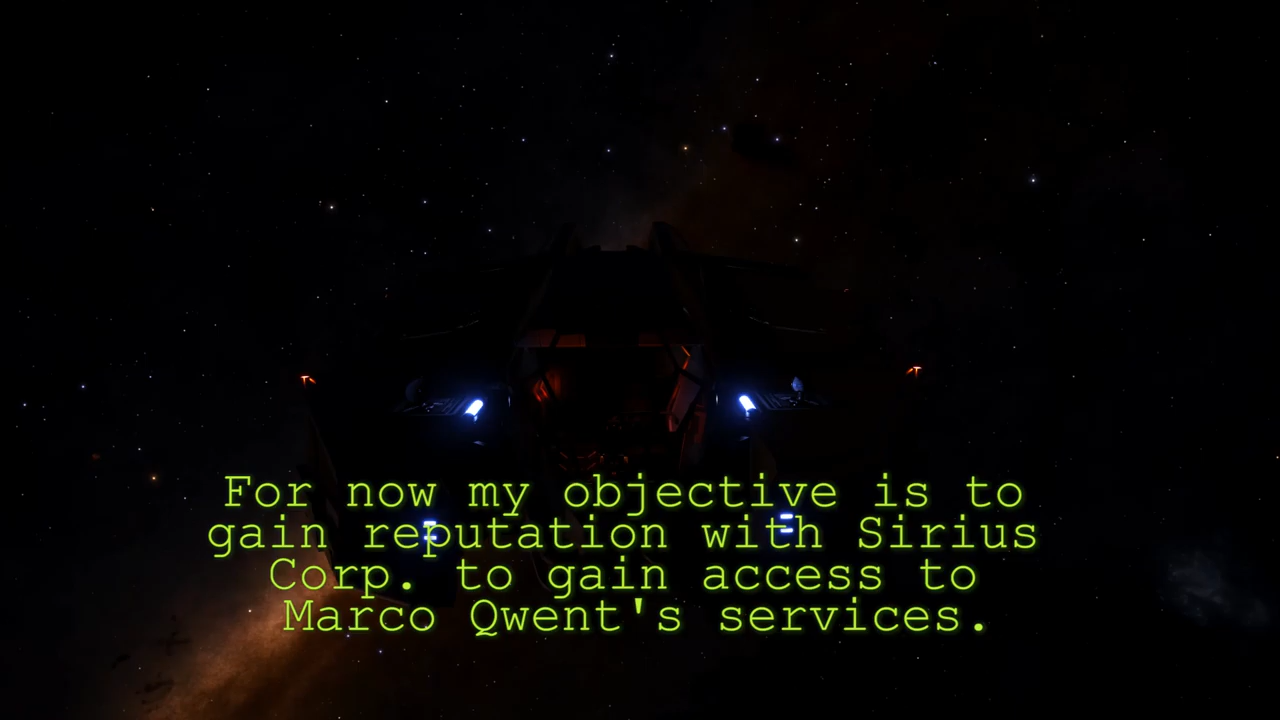 For now my objective is to
gain reputation with Sirius
Corp. to gain access to
Marco Qwent's services.